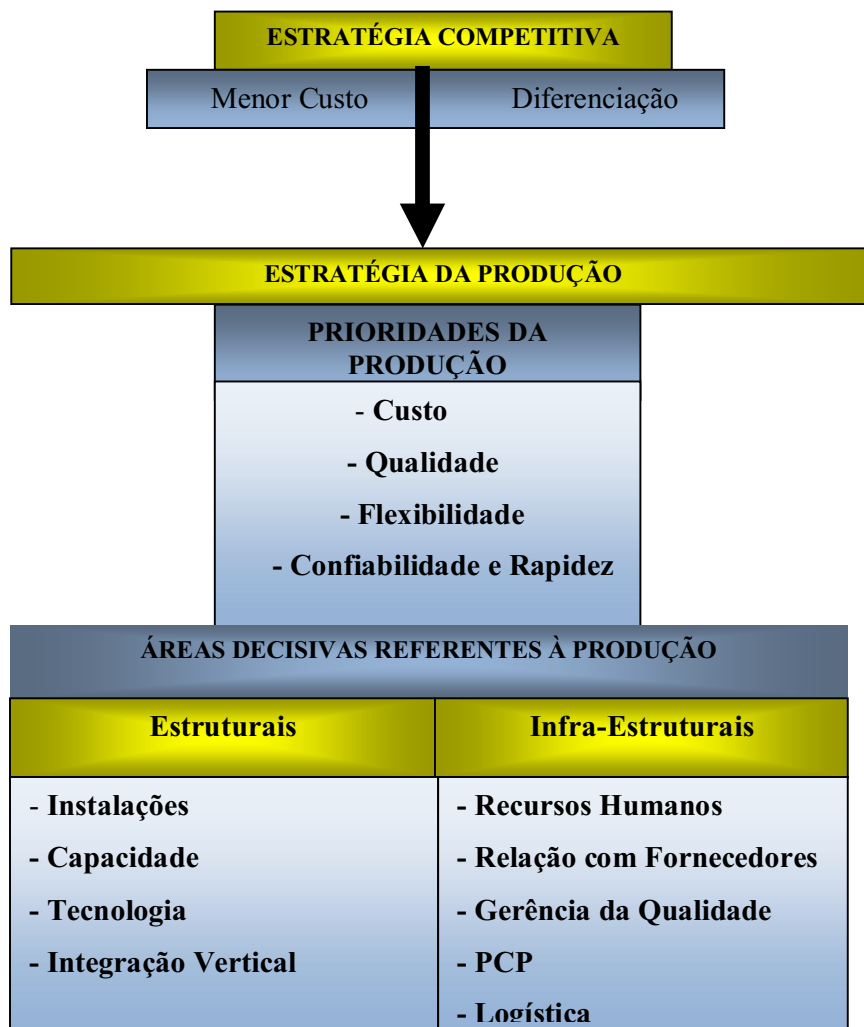 ESTRATÉGIA COMPETITIVA
Menor Custo Diferenciação
ESTRATÉGIA DA PRODUÇÃO
PRIORIDADES DA
PRODUÇÃO
- Custo
- Qualidade
- Flexibilidade
- Confiabilidade e Rapidez
ÁREAS DECISIVAS REFERENTES À PRODUÇÃO
Estruturais
- Instalações
- Capacidade
- Tecnologia
- Integração Vertical
Infra-Estruturais
- Recursos Humanos
- Relação com Fornecedores
- Gerência da Qualidade
- PCP
- Logística